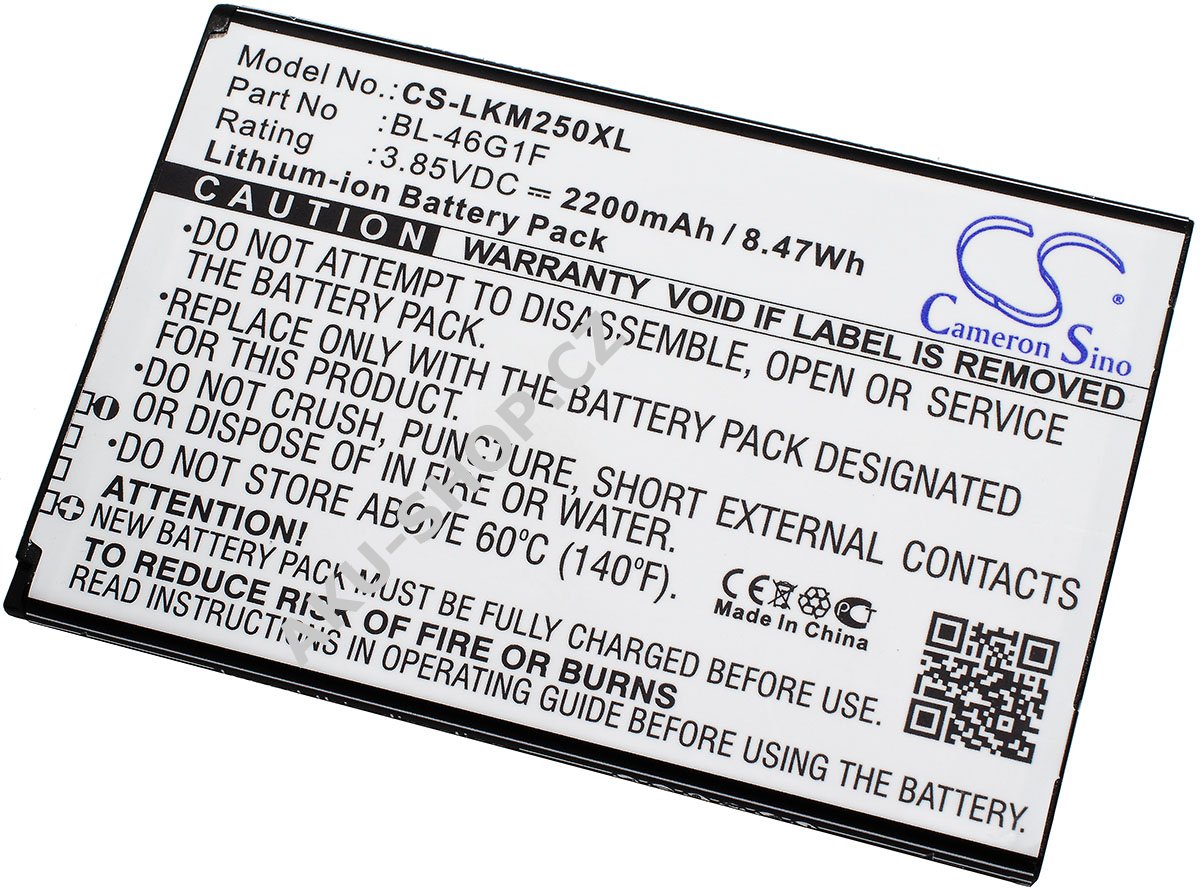 Model No.: CS-LKM250XL
Part No : BL-46G1F
Rating : 3.85VDC ⎓ 2200mAh / 8.47Wh
Lithium-ion Battery Pack
CS ®
Cameron Sino
CAUTION WARRANTY VOID IF LABEL IS REMOVED
•DO NOT ATTEMPT TO DISASSEMBLE, OPEN OR SERVICE
THE BATTERY PACK.
•REPLACE ONLY WITH THE BATTERY PACK DESIGNATED
FOR THIS PRODUCT.
•DO NOT CRUSH, PUNCTURE, SHORT EXTERNAL CONTACTS
OR DISPOSE OF IN FIRE OR WATER.
•DO NOT STORE ABOVE 60°C (140°F).
ATTENTION!
NEW BATTERY PACK MUST BE FULLY CHARGED BEFORE USE.
TO REDUCE RISK OF FIRE OR BURNS
READ INSTRUCTIONS IN OPERATING GUIDE BEFORE USING THE BATTERY.
CE
Made in China
AKU-SHOP.CZ